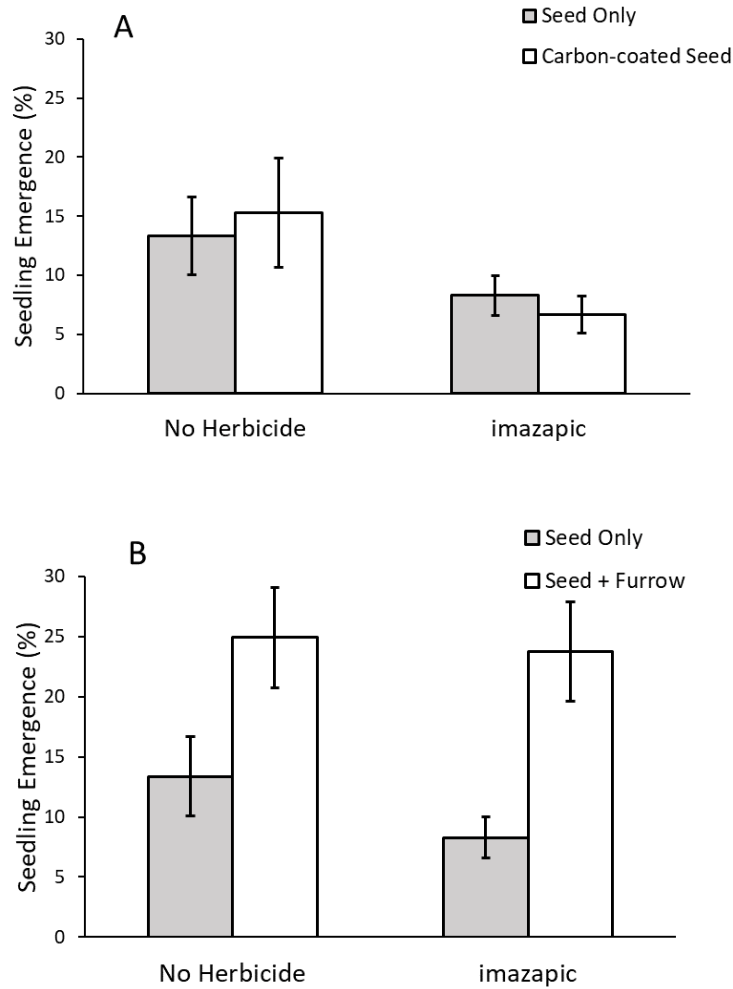 A
Seed Only
Carbon-coated Seed
30
25
20
15
10
5
0
Seedling Emergence (%)
No Herbicide
imazapic
B
Seed Only
Seed + Furrow
30
25
20
15
10
5
0
Seedling Emergence (%)
No Herbicide
imazapic